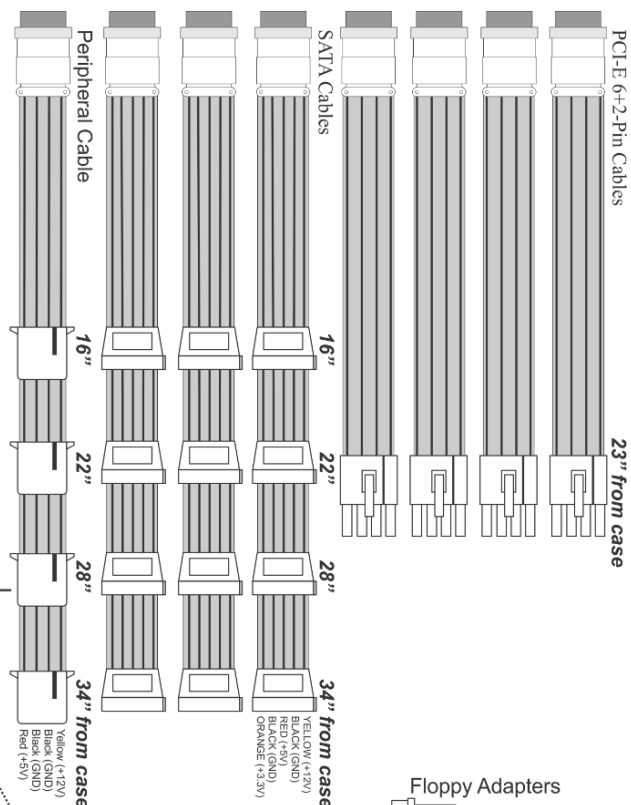 PCI-E 6+2-Pin Cables
23” from case
SATA Cables
16”
22”
28”
34” from case
YELLOW (+12V)
BLACK (GND)
RED (+5V)
BLACK (GND)
ORANGE (+3.3V)
Peripheral Cable
16”
22”
28”
34” from case
Yellow (+12V)
Black (GND)
Black (GND)
Red (+5V)
Floppy Adapters